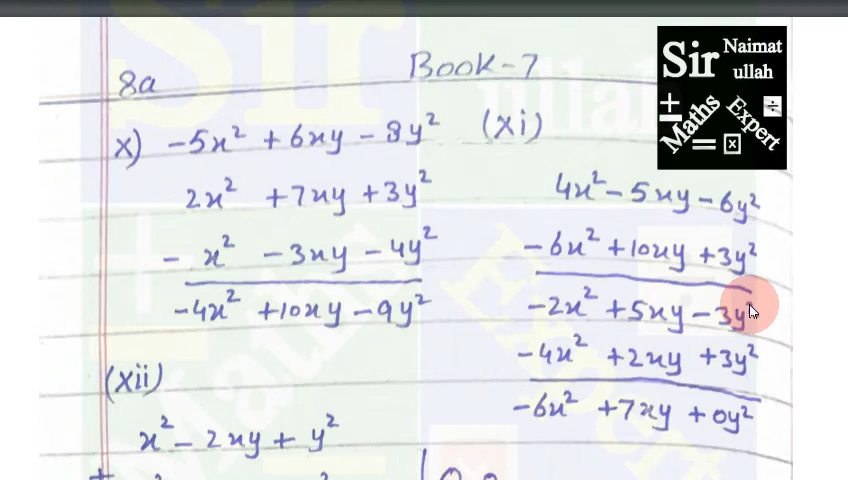 Book-7
8a
x) -5x² + 6xy - 8y²
2x² + 7xy + 3y²
- x² - 3xy - 4y²
-4x² + 10xy - 9y²
(xi)
4x² - 5xy - 6y²
-6x² + 10xy + 3y²
-2x² + 5xy - 3y²
-4x² + 2xy + 3y²
-6x² + 7xy + 0y²
(xii)
x² - 2xy + y²
Sir Naimat
ullah
Maths Expert